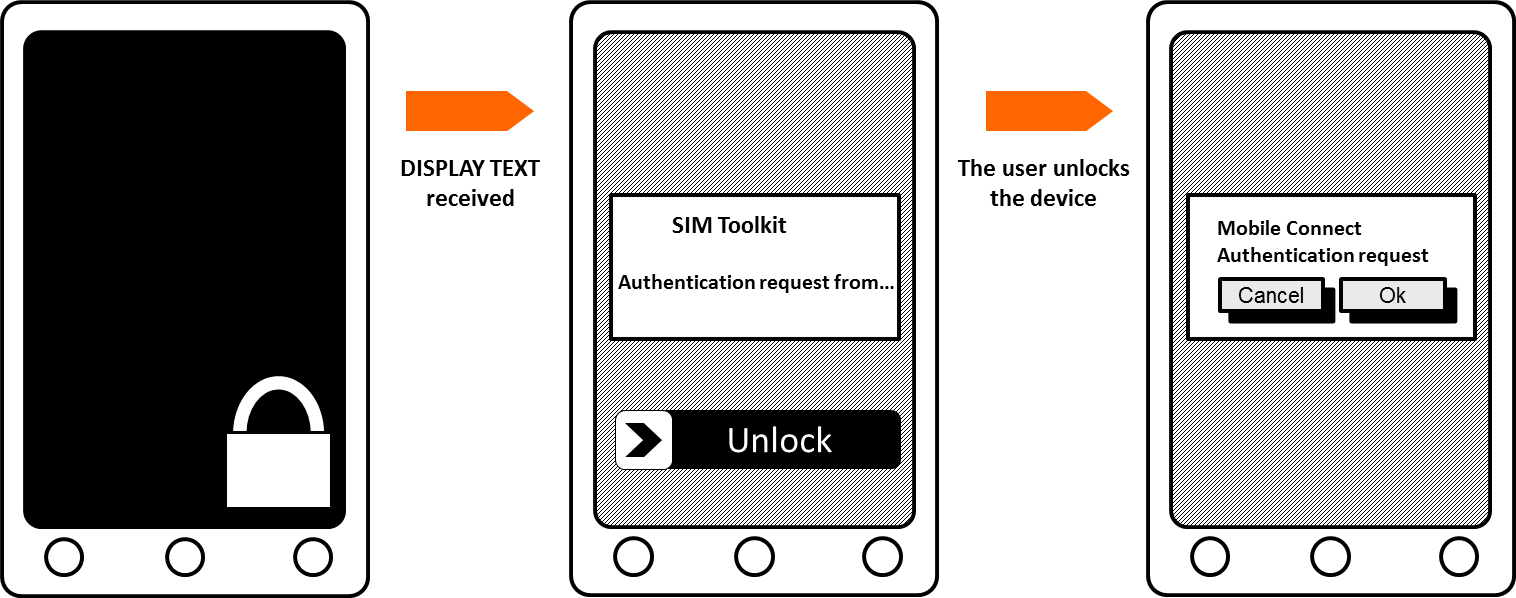 DISPLAY TEXT
received
SIM Toolkit
Authentication request from...
Unlock
The user unlocks
the device
Mobile Connect
Authentication request
Cancel
Ok